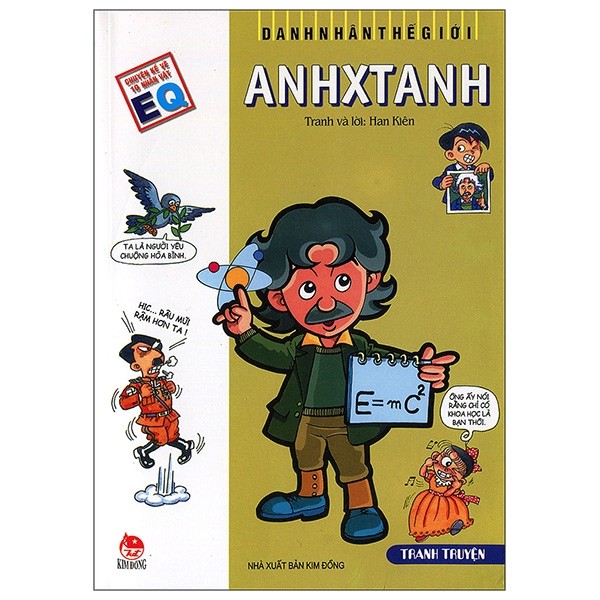 DANH NHÂN THẾ GIỚI
CHUYỆN KỂ VỀ
10 NHÂN VẬT
EQ
ANHXTANH
Tranh và lời: Han Kiên
TA LÀ NGƯỜI YÊU
CHUỘNG HÒA BÌNH.
HIC... RÂU MŨI
RẬM HƠN TA !
E=mC²
ÔNG ẤY NÓI
RẰNG CHỈ CÓ
KHOA HỌC LÀ
BẠN THÔI.
KIM ĐỒNG
NHÀ XUẤT BẢN KIM ĐỒNG
TRANH TRUYỆN